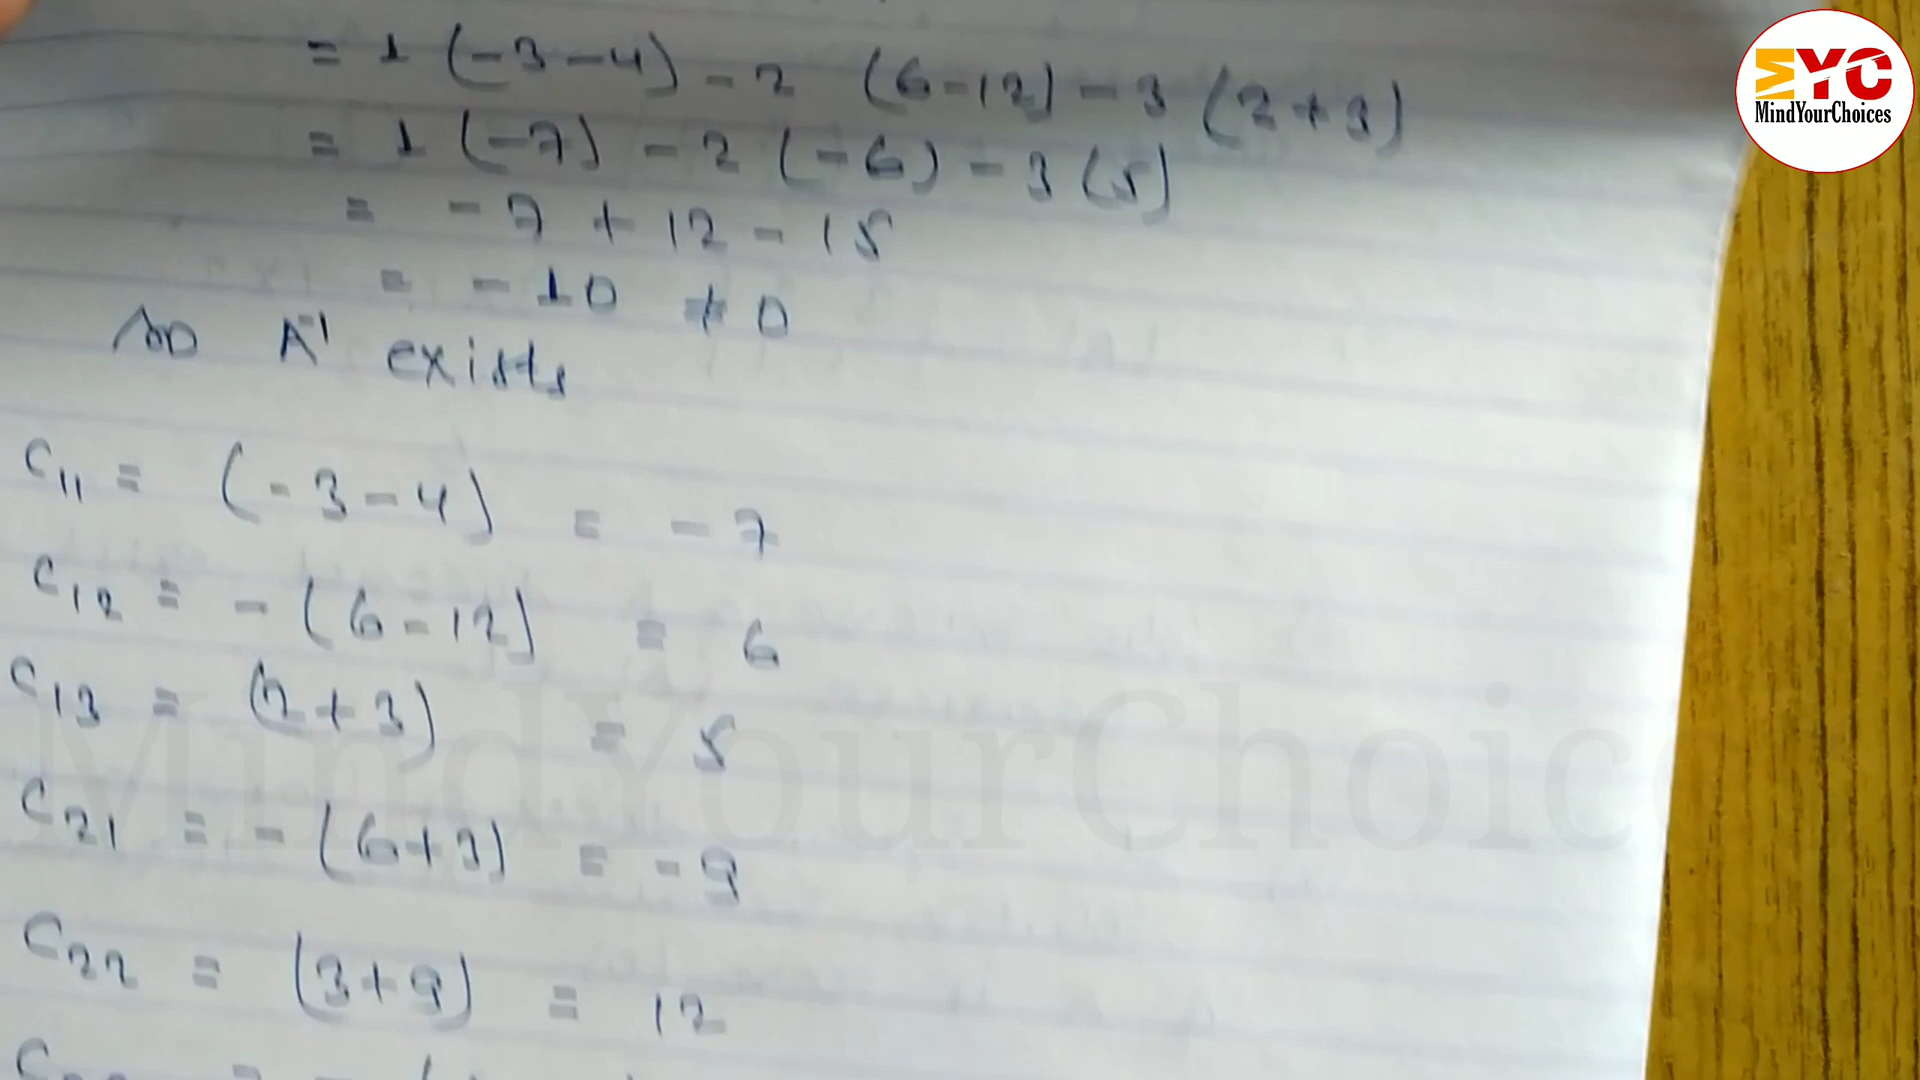 = 1 (-3-4) - 2 (6-12) - 3 (2+3)
= 1 (-7) - 2 (-6) - 3 (5)
= -7 + 12 - 15
= -10 ≠ 0
so A⁻¹ exists
C₁₁ = (-3-4) = -7
C₁₂ = -(6-12) = 6
C₁₃ = (2+3) = 5
C₂₁ = -(6+3) = -9
C₂₂ = (3+9) = 12
MYC
MindYourChoices
MindYourChoice